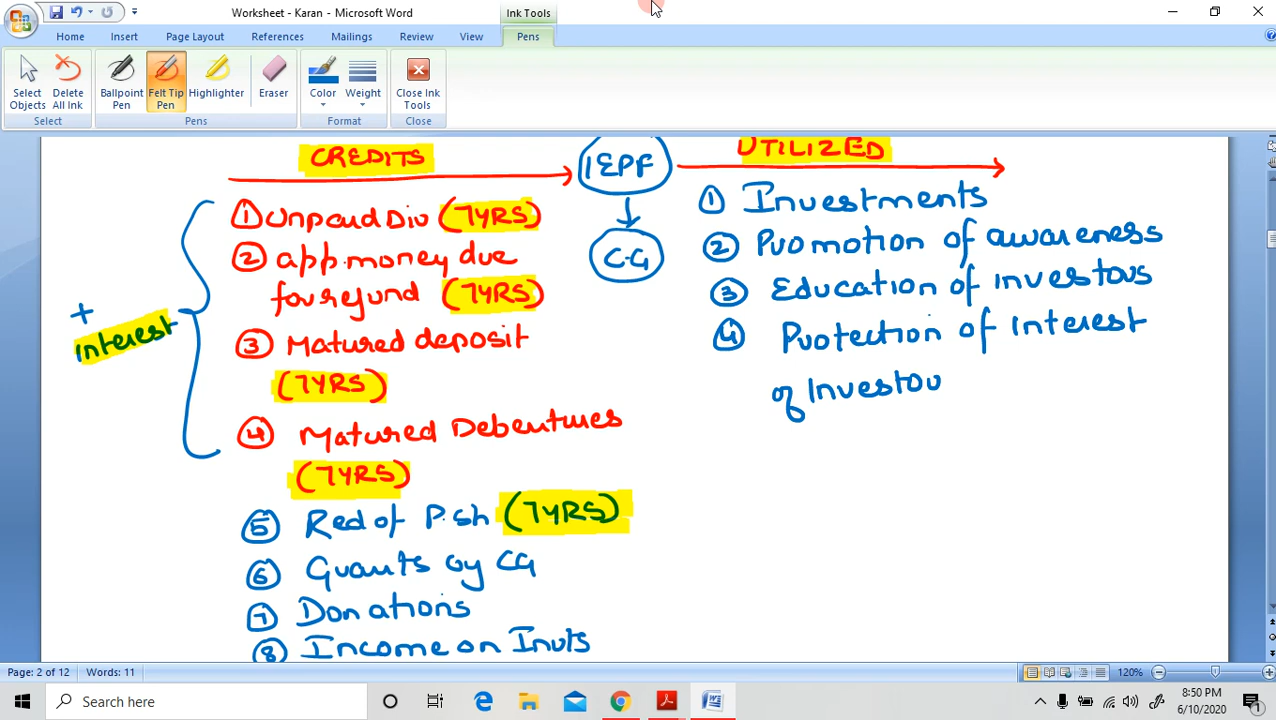 Worksheet - Karan - Microsoft Word
Ink Tools
Home Insert Page Layout References Mailings Review View Pens
Select Objects
Delete All Ink
Ballpoint Pen
Felt Tip Pen
Highlighter
Eraser
Color
Weight
Close Ink Tools
Select
Pens
Format
Close
CREDITS
IEPF
UTILIZED
C.G
+
interest
① Unpaid Div (7YRS)
② app.money due
for refund (7YRS)
③ Matured deposit
(7YRS)
④ Matured Debentures
(7YRS)
⑤ Red of P.sh (7YRS)
⑥ Grants by CG
⑦ Donations
⑧ Income on Invts
① Investments
② Promotion of awareness
③ Education of investors
④ Protection of Interest
of Investor
Page: 2 of 12 Words: 11
120%
Type here to search
8:50 PM
6/10/2020
1